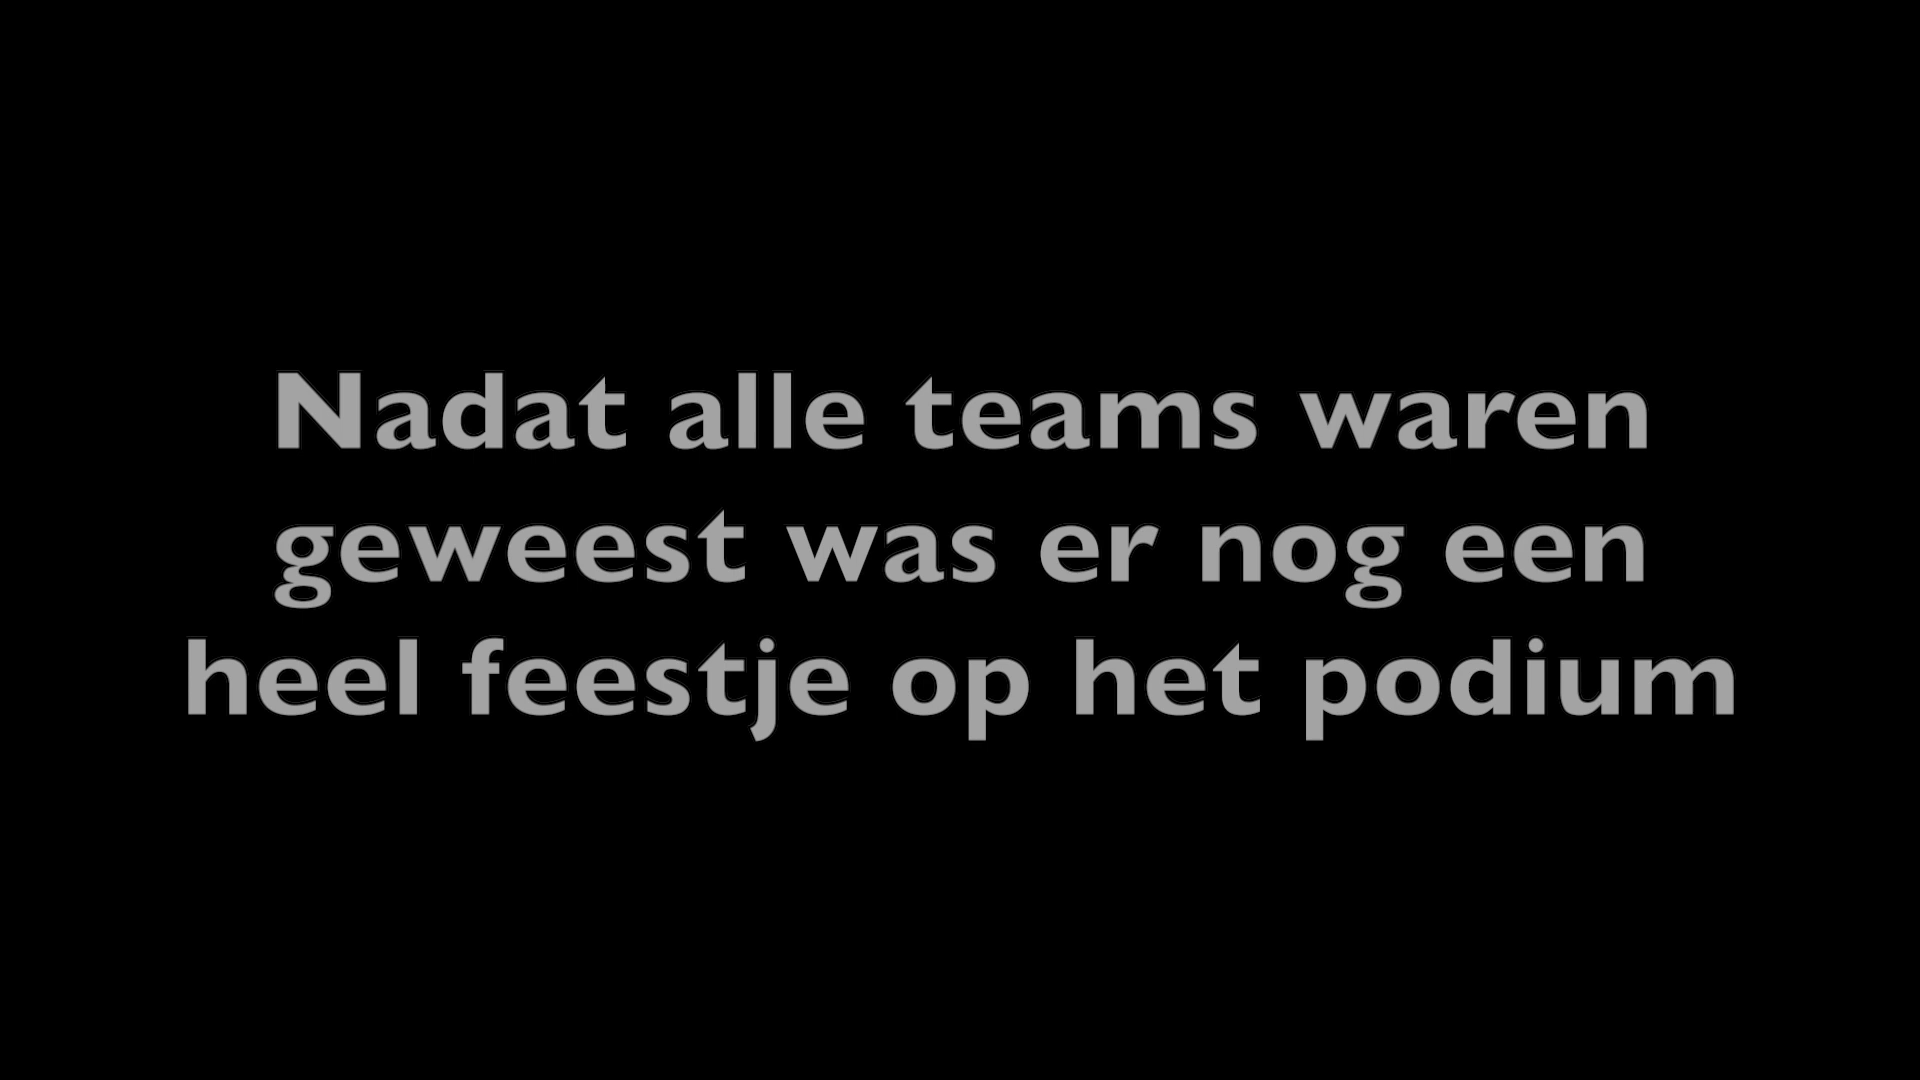 Nadat alle teams waren
geweest was er nog een
heel feestje op het podium